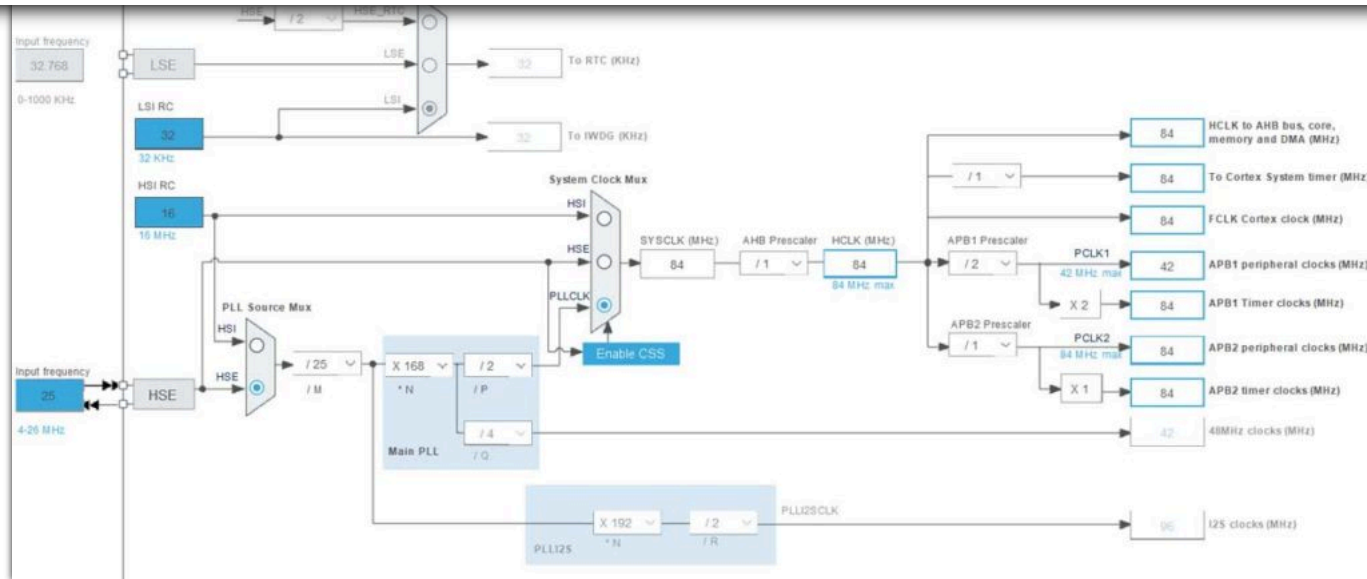 HSE
/ 2
HSE_RTC
Input frequency
32.768
0-1000 KHz
LSE
LSE
32
To RTC (KHz)
LSI RC
32
32 KHz
LSI
32
To IWDG (KHz)
HSI RC
16
16 MHz
System Clock Mux
HSI
HSE
PLLCLK
SYSCLK (MHz)
84
AHB Prescaler
/ 1
HCLK (MHz)
84
84 MHz max
84
HCLK to AHB bus, core,
memory and DMA (MHz)
/ 1
84
To Cortex System timer (MHz)
84
FCLK Cortex clock (MHz)
APB1 Prescaler
/ 2
PCLK1
42 MHz max
42
APB1 peripheral clocks (MHz)
X 2
84
APB1 Timer clocks (MHz)
APB2 Prescaler
/ 1
PCLK2
84 MHz max
84
APB2 peripheral clocks (MHz)
X 1
84
APB2 timer clocks (MHz)
Enable CSS
PLL Source Mux
HSI
HSE
Input frequency
25
4-26 MHz
HSE
/ 25
/ M
X 168
* N
/ 2
/ P
/ 4
/ Q
Main PLL
42
48MHz clocks (MHz)
X 192
* N
/ 2
/ R
PLLI2S
PLLI2SCLK
96
I2S clocks (MHz)